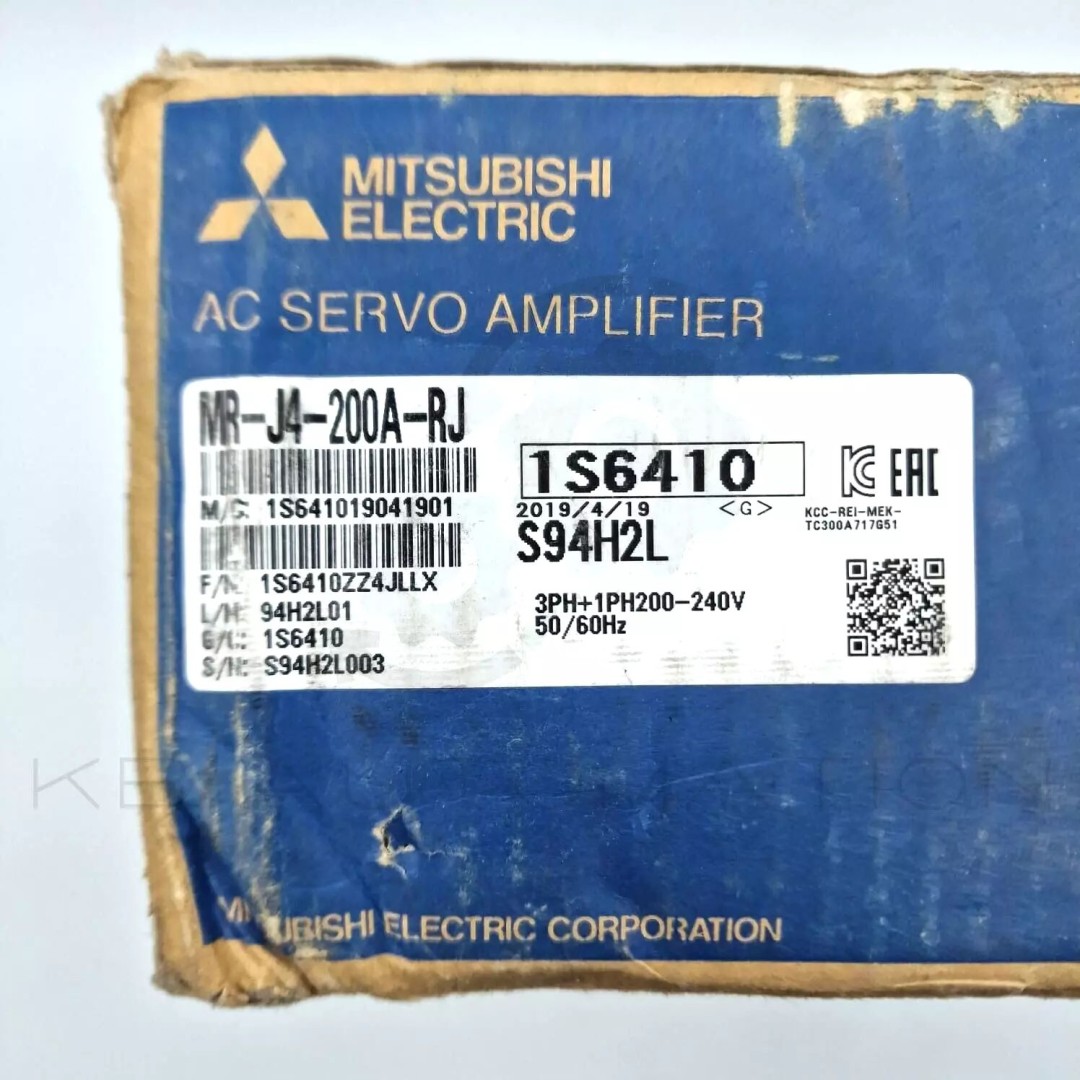 MITSUBISHI
ELECTRIC
AC SERVO AMPLIFIER
MR-J4-200A-RJ
1S6410
M/C: 1S641019041901
2019/4/19 <G>
KCC-REI-MEK-
TC300A717G51
EAC
S94H2L
F/N: 1S6410ZZ4JLLX
L/H: 94H2L01
3PH+1PH200-240V
50/60Hz
1S6410
S/N: S94H2L003
ELECTRIC CORPORATION